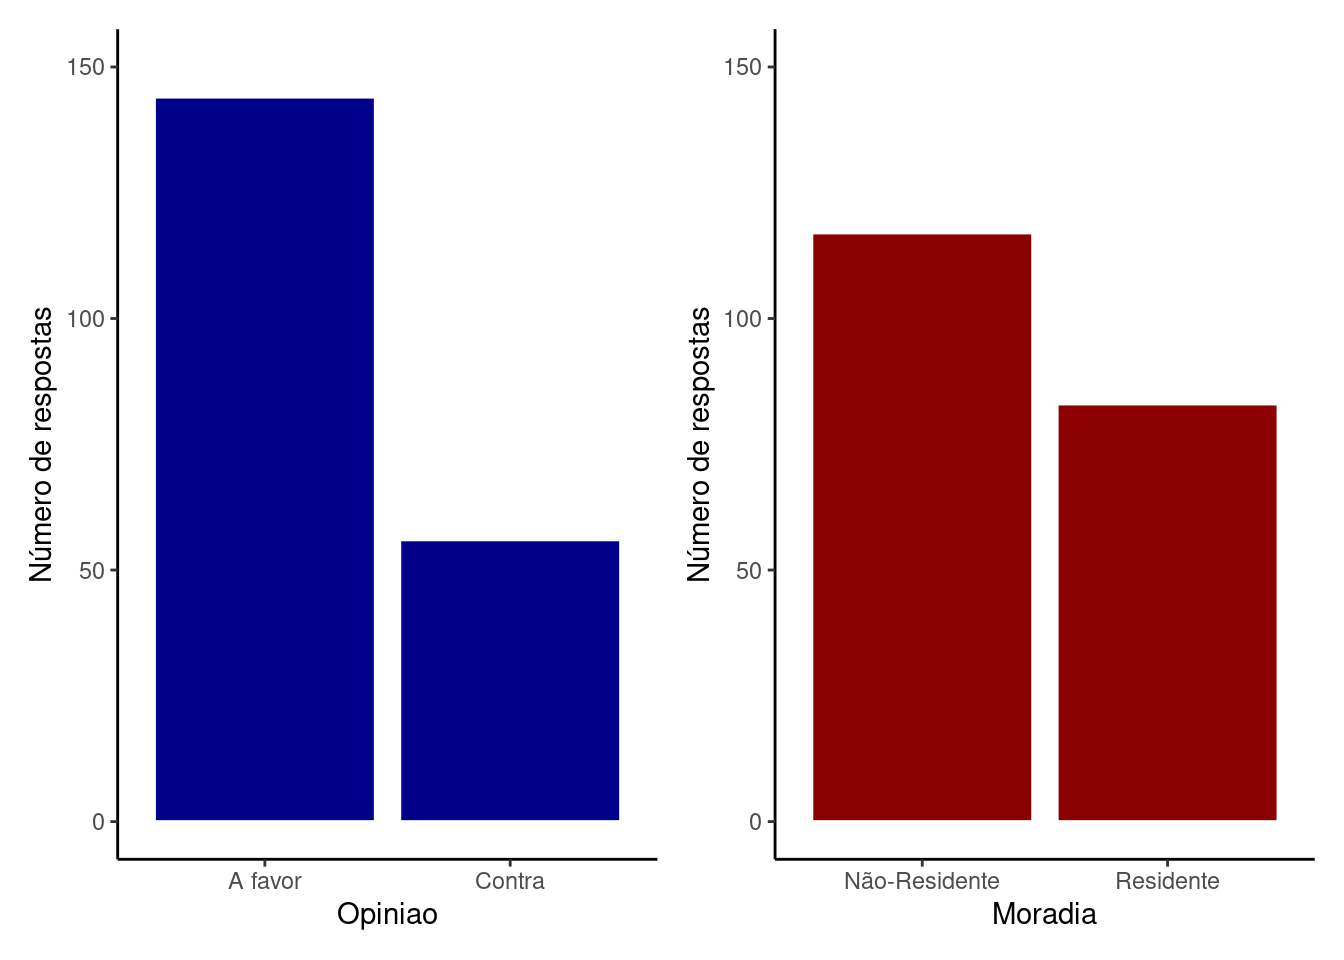 Número de respostas
150
100
50
0
A favor
Contra
Opiniao
Número de respostas
150
100
50
0
Não-Residente
Residente
Moradia